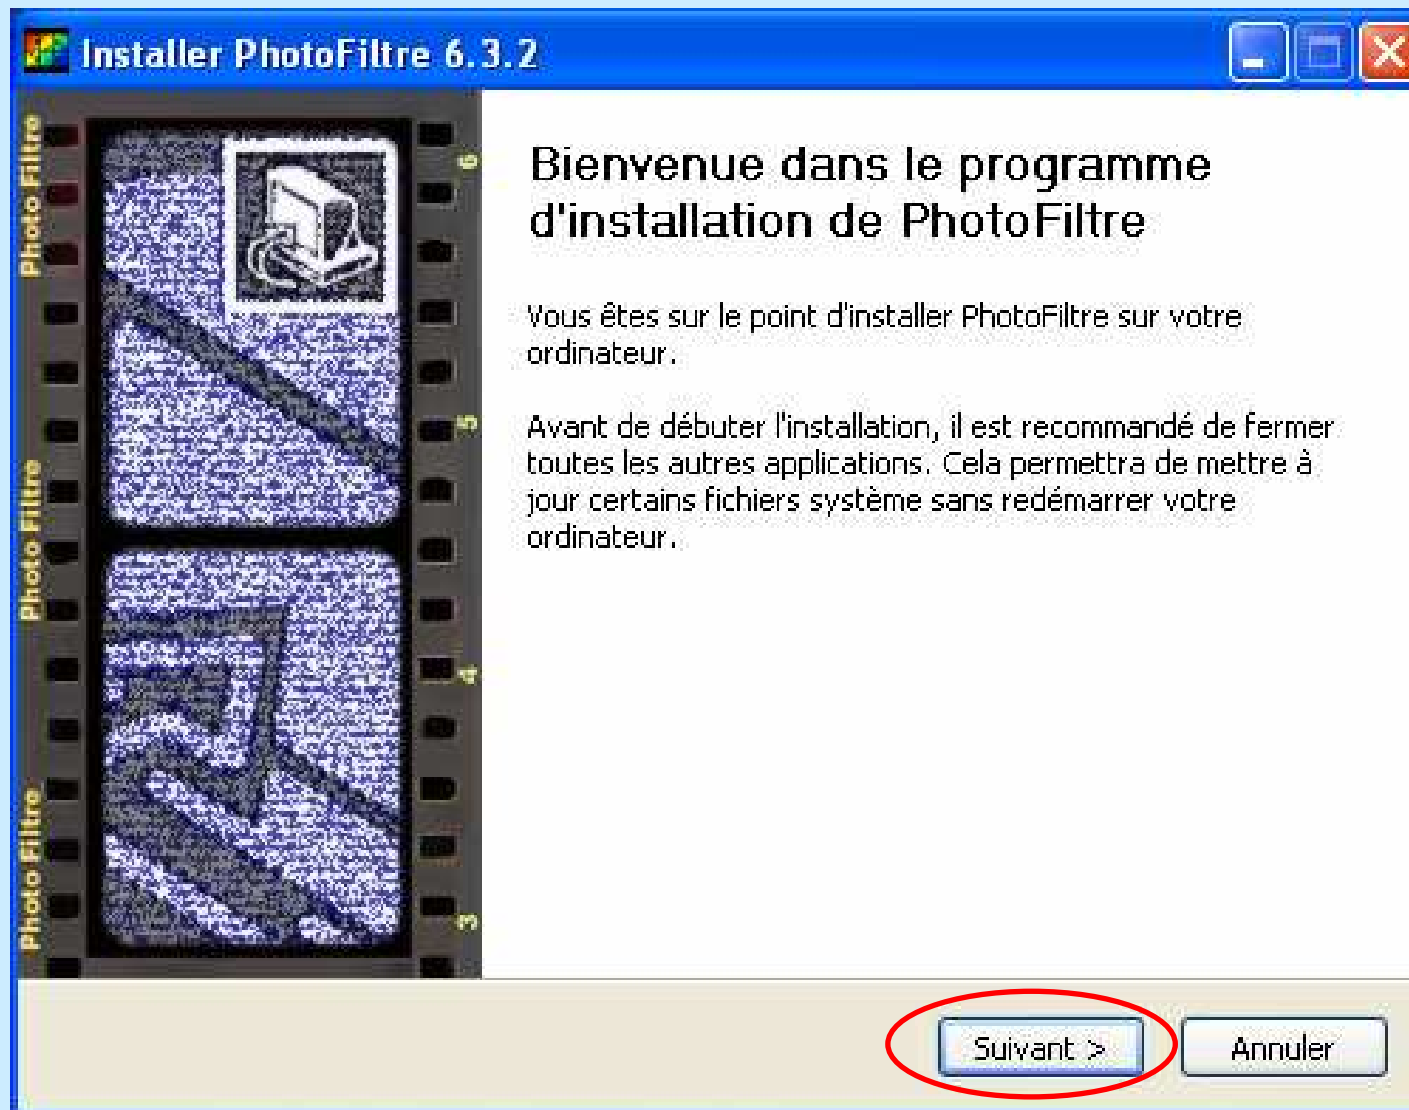 Installer PhotoFiltre 6.3.2
Photo Filtre
Photo Filtre
Photo Filtre
6
5
4
3
Bienvenue dans le programme
d'installation de PhotoFiltre
Vous êtes sur le point d'installer PhotoFiltre sur votre
ordinateur.
Avant de débuter l'installation, il est recommandé de fermer
toutes les autres applications. Cela permettra de mettre à
jour certains fichiers système sans redémarrer votre
ordinateur.
Suivant >
Annuler